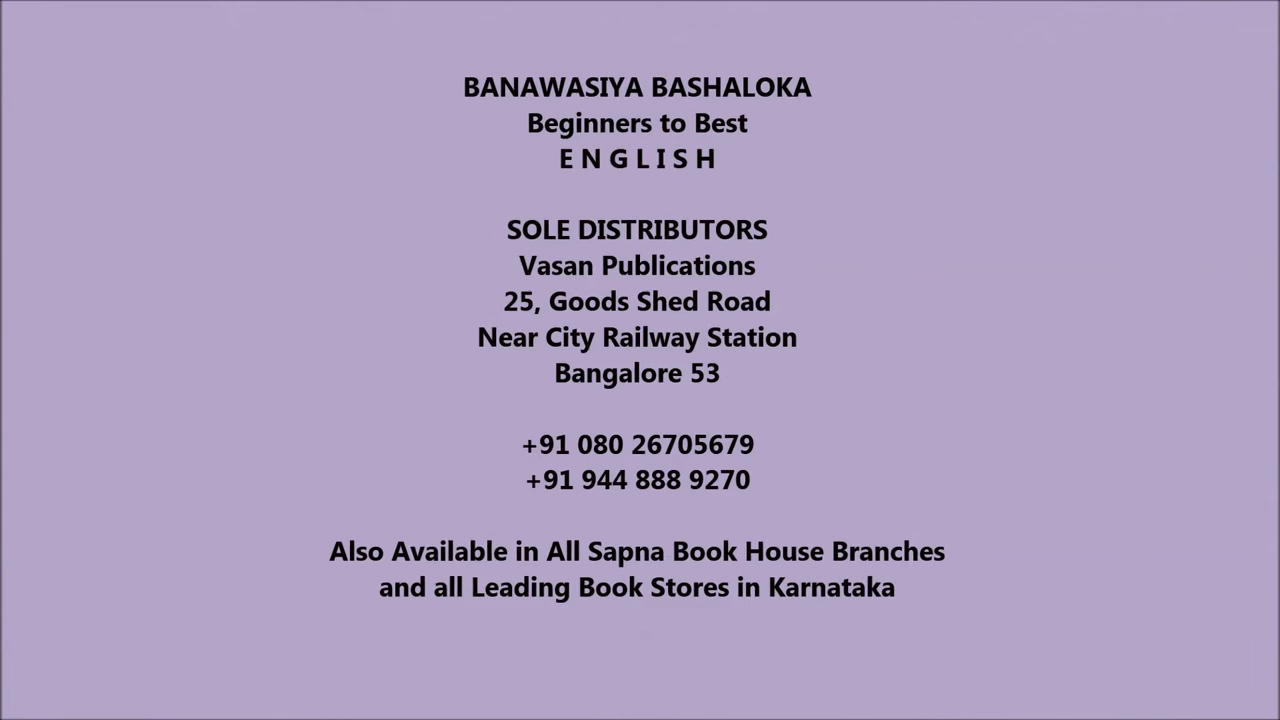 BANAWASIYA BASHALOKA
Beginners to Best
E N G L I S H
SOLE DISTRIBUTORS
Vasan Publications
25, Goods Shed Road
Near City Railway Station
Bangalore 53
+91 080 26705679
+91 944 888 9270
Also Available in All Sapna Book House Branches
and all Leading Book Stores in Karnataka